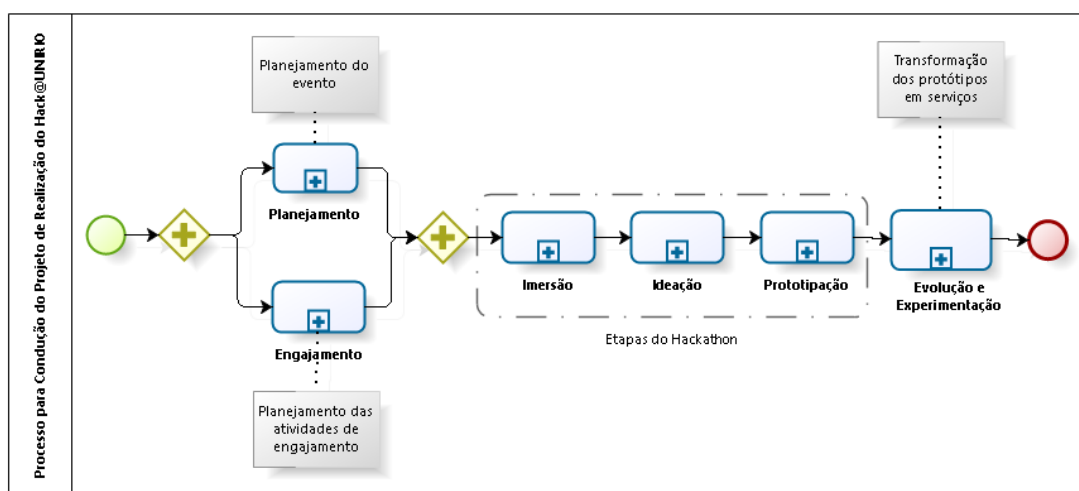 Processo para Condução do Projeto de Realização do Hack@UNIRIO
Planejamento do
evento
Planejamento
Engajamento
Planejamento das
atividades de
engajamento
Imersão
Ideação
Prototipação
Etapas do Hackathon
Transformação
dos protótipos
em serviços
Evolução e
Experimentação